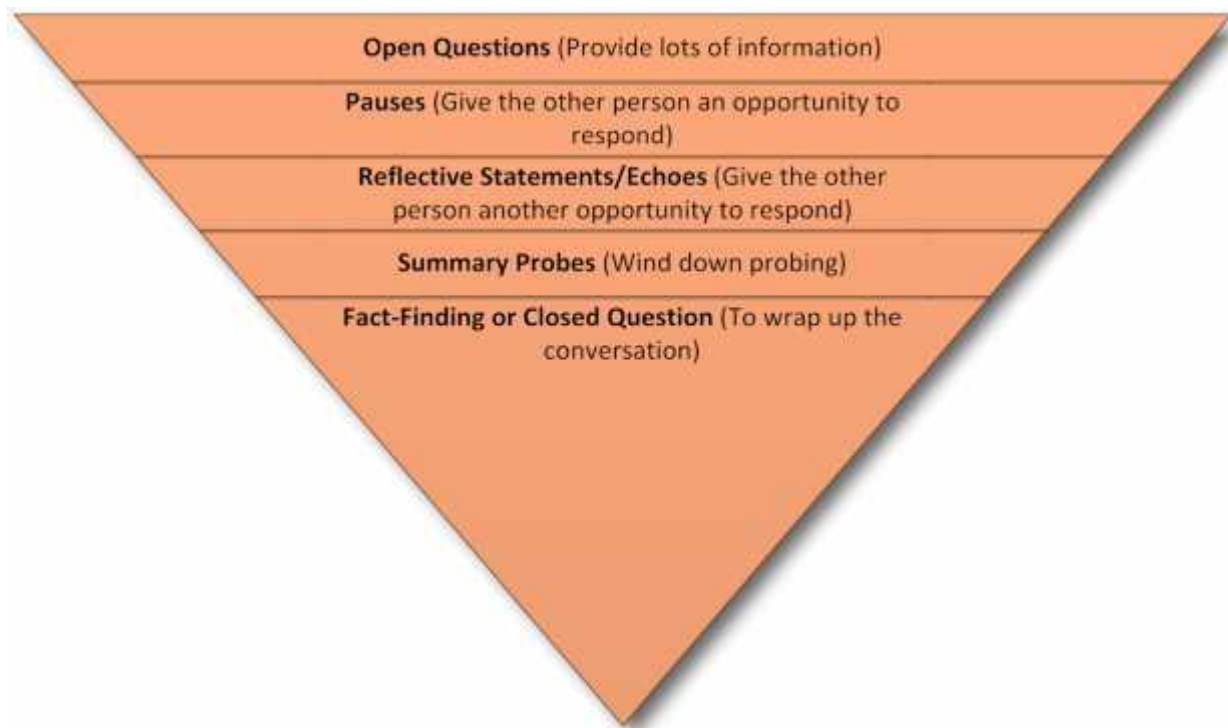 Open Questions (Provide lots of information)
Pauses (Give the other person an opportunity to
respond)
Reflective Statements/Echoes (Give the other
person another opportunity to respond)
Summary Probes (Wind down probing)
Fact-Finding or Closed Question (To wrap up the
conversation)